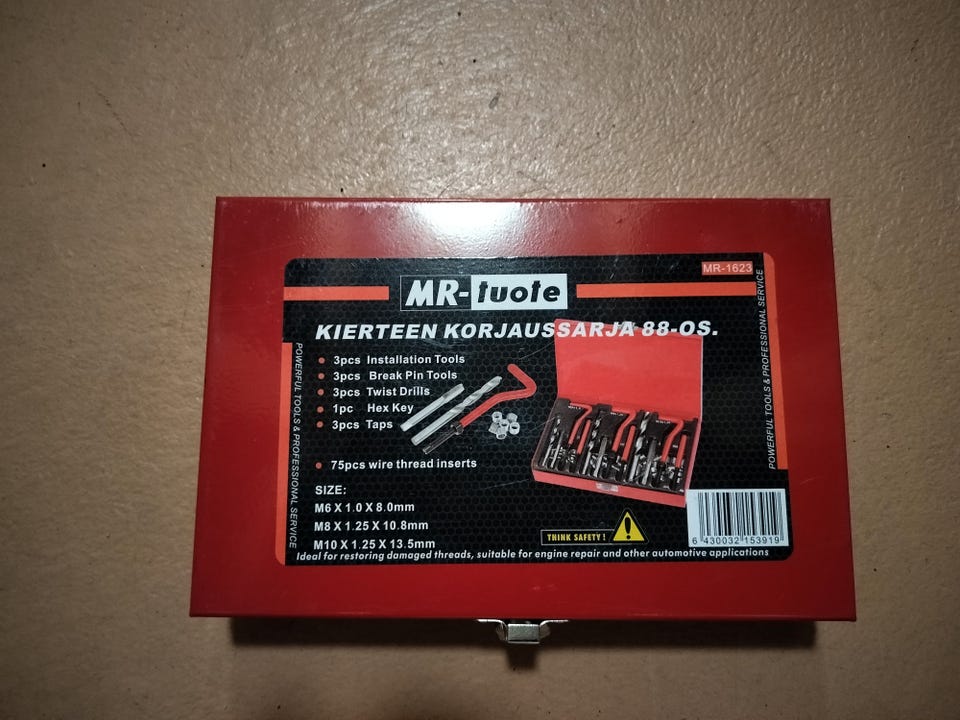 MR-1623
MR-tuote
KIERTEEN KORJAUSSARJA 88-OS.
3pcs Installation Tools
3pcs Break Pin Tools
3pcs Twist Drills
1pc Hex Key
3pcs Taps
75pcs wire thread inserts
SIZE:
M6 X 1.0 X 8.0mm
M8 X 1.25 X 10.8mm
M10 X 1.25 X 13.5mm
THINK SAFETY!
Ideal for restoring damaged threads, suitable for engine repair and other automotive applications
POWERFUL TOOLS & PROFESSIONAL SERVICE
POWERFUL TOOLS & PROFESSIONAL SERVICE
6 430032 153919